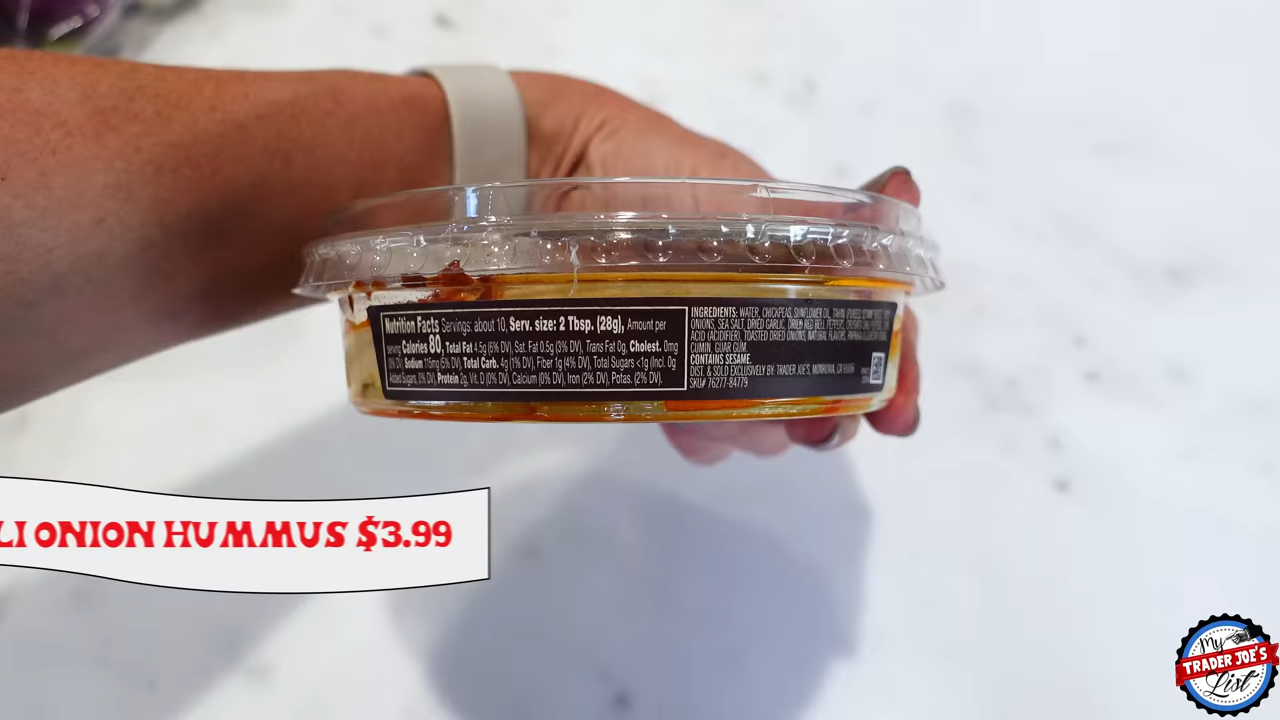 Nutrition Facts Servings: about 10, Serv. size: 2 Tbsp. (28g), Amount per
serving: Calories 80, Total Fat 4.5g (6% DV), Sat. Fat 0.5g (3% DV), Trans Fat 0g, Cholest. 0mg
(0% DV), Sodium 115mg (5% DV), Total Carb. 4g (1% DV), Fiber 1g (4% DV), Total Sugars <1g (Incl. 0g
Added Sugars, 0% DV), Protein 2g, Vit. D (0% DV), Calcium (0% DV), Iron (2% DV), Potas. (2% DV).
INGREDIENTS: WATER, CHICKPEAS, SUNFLOWER OIL, TAHINI
ONIONS, SEA SALT, DRIED GARLIC, DRIED RED BELL PEPPERS,
ACID (ACIDIFIER), TOASTED DRIED ONIONS, NATURAL FLAVORS, PAPRIKA
CUMIN, GUAR GUM.
CONTAINS SESAME.
DIST. & SOLD EXCLUSIVELY BY: TRADER JOE'S, MONROVIA, CA 91016
SKU# 76277-84779
LI ONION HUMMUS $3.99
My
TRADER JOE'S
List